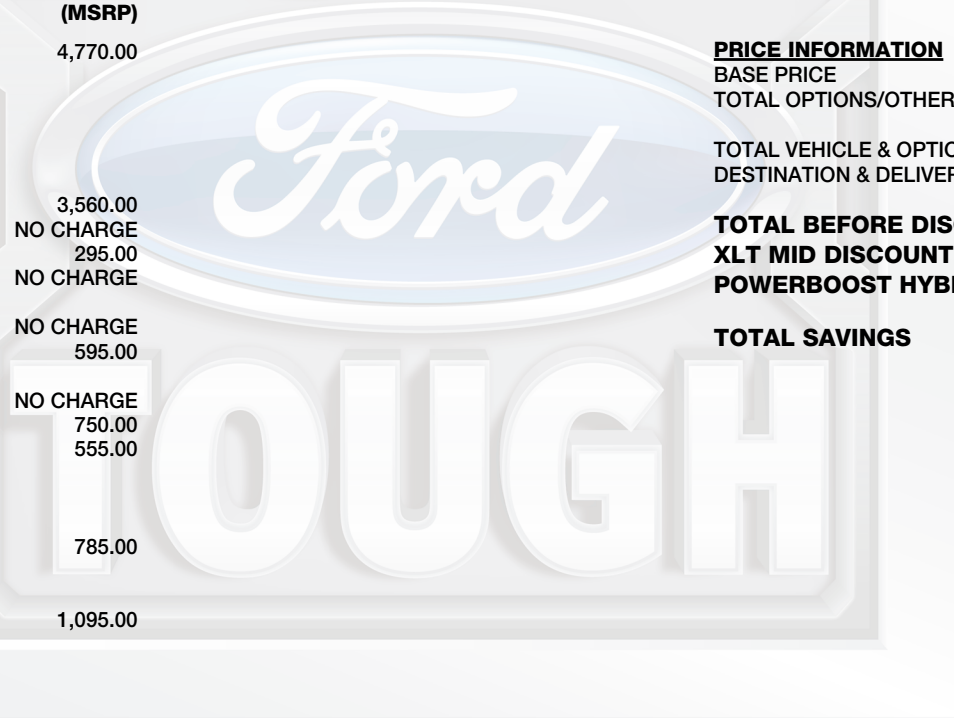 (MSRP)
4,770.00
3,560.00
NO CHARGE
295.00
NO CHARGE
NO CHARGE
595.00
NO CHARGE
750.00
555.00
785.00
1,095.00
PRICE INFORMATION
BASE PRICE
TOTAL OPTIONS/OTHER
TOTAL VEHICLE & OPTIO
DESTINATION & DELIVER
TOTAL BEFORE DISC
XLT MID DISCOUNT
POWERBOOST HYBR
TOTAL SAVINGS
Ford
TOUGH